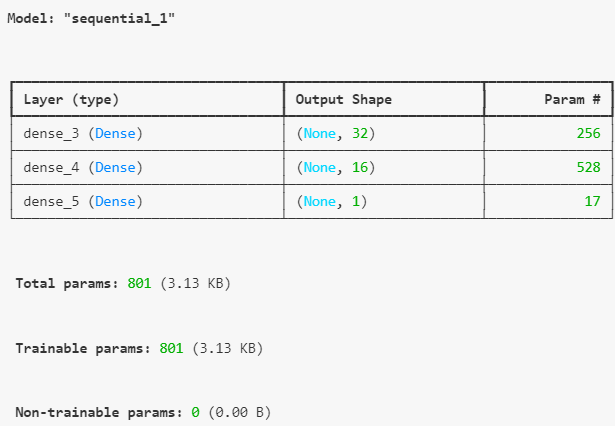 Model: "sequential_1"
Layer (type) Output Shape Param #
dense_3 (Dense) (None, 32) 256
dense_4 (Dense) (None, 16) 528
dense_5 (Dense) (None, 1) 17
Total params: 801 (3.13 KB)
Trainable params: 801 (3.13 KB)
Non-trainable params: 0 (0.00 B)